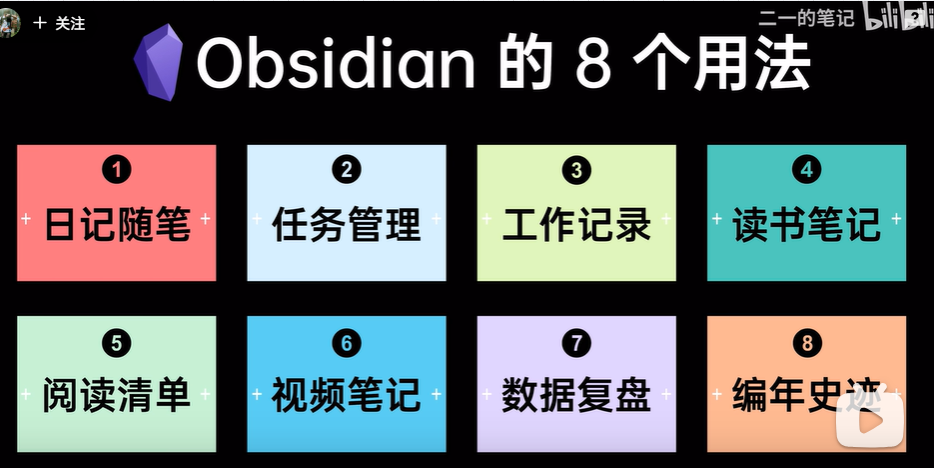 + 关注
二一的笔记 bilibili
Obsidian 的 8 个用法
1
2
3
4
+ 日记随笔 +
+ 任务管理 +
+ 工作记录 +
+ 读书笔记 +
5
6
7
8
+ 阅读清单 +
+ 视频笔记 +
+ 数据复盘 +
+ 编年史迹